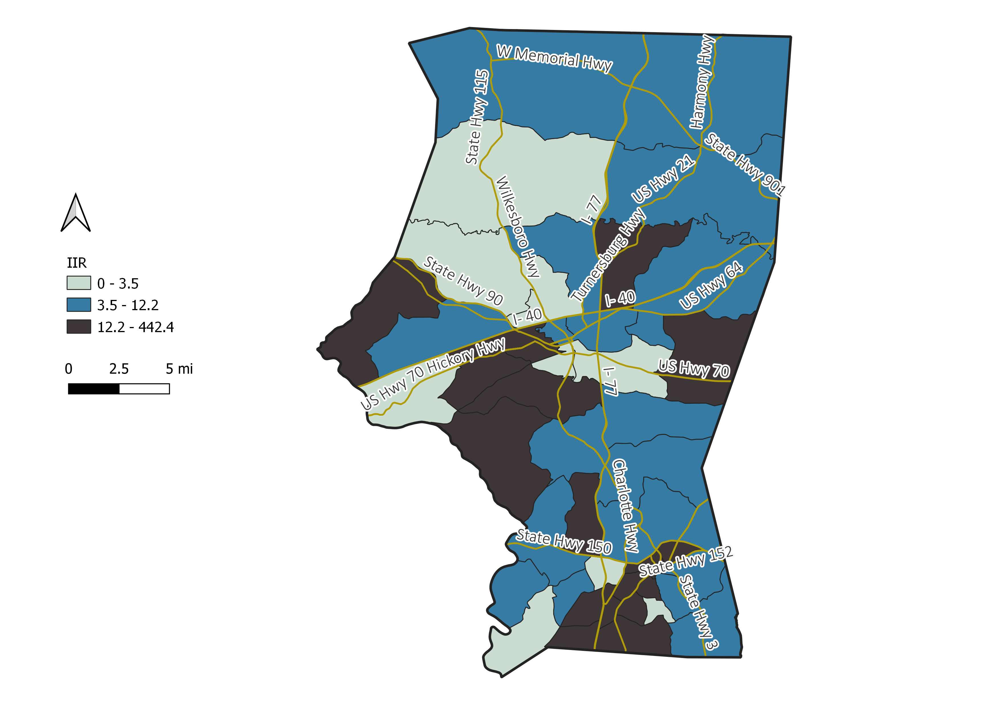 W Memorial Hwy
Harmony Hwy
State Hwy 115
State Hwy 901
US Hwy 21
Wilkesboro Hwy
I- 77
Turnersburg Hwy
State Hwy 90
US Hwy 64
I- 40
I- 40
IIR
0 - 3.5
3.5 - 12.2
12.2 - 442.4
US Hwy 70 Hickory Hwy
US Hwy 70
I- 77
0 2.5 5 mi
Charlotte Hwy
State Hwy 150
State Hwy 152
State Hwy 3